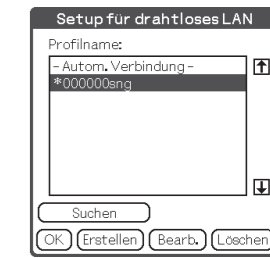 Setup für drahtloses LAN
Profilname:
– Autom. Verbindung –
*000000sng
Suchen
OK Erstellen Bearb. Löschen